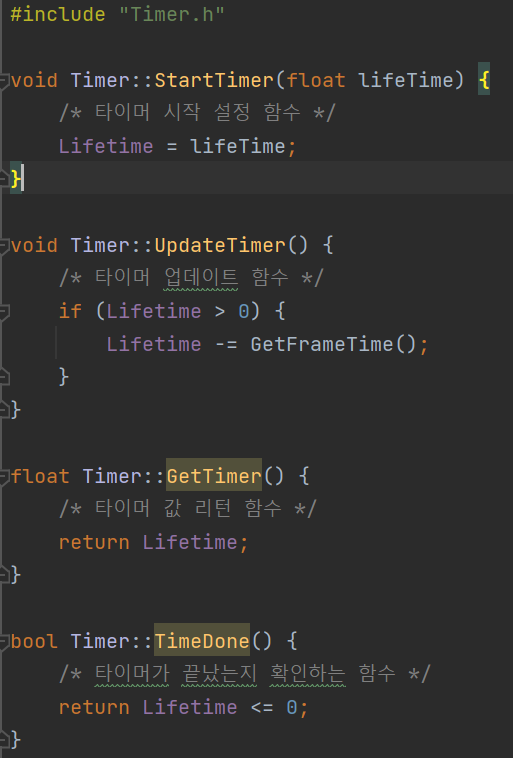 #include "Timer.h"
void Timer::StartTimer(float lifeTime) {
/* 타이머 시작 설정 함수 */
Lifetime = lifeTime;
}
void Timer::UpdateTimer() {
/* 타이머 업데이트 함수 */
if (Lifetime > 0) {
Lifetime -= GetFrameTime();
}
}
float Timer::GetTimer() {
/* 타이머 값 리턴 함수 */
return Lifetime;
}
bool Timer::TimeDone() {
/* 타이머가 끝났는지 확인하는 함수 */
return Lifetime <= 0;
}